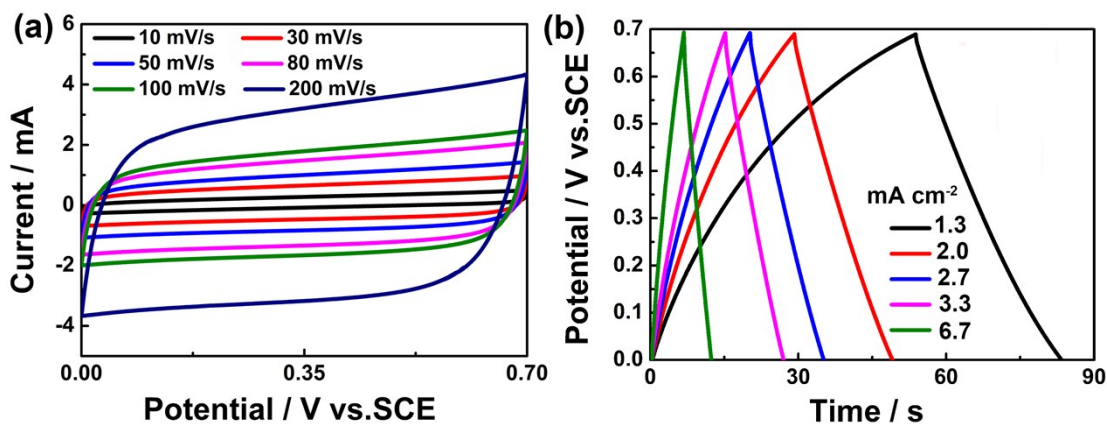 (a)
10 mV/s 30 mV/s
50 mV/s 80 mV/s
100 mV/s 200 mV/s
6
4
2
0
-2
-4
Current / mA
0.00 0.35 0.70
Potential / V vs.SCE
(b)
0.7
0.6
0.5
0.4
0.3
0.2
0.1
0.0
Potential / V vs.SCE
mA cm-2
1.3
2.0
2.7
3.3
6.7
0 30 60 90
Time / s